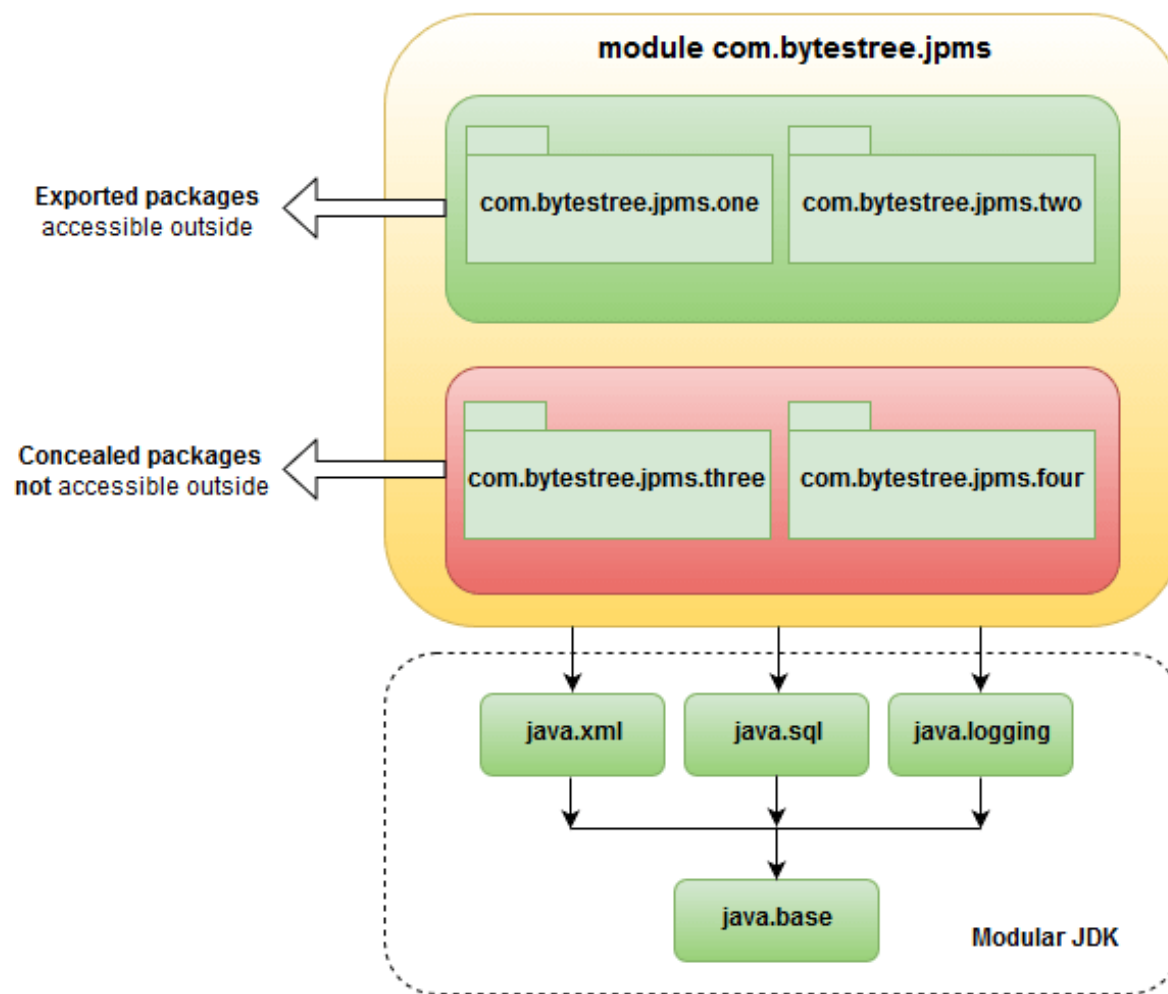 module com.bytestree.jpms
Exported packages
accessible outside
com.bytestree.jpms.one
com.bytestree.jpms.two
Concealed packages
not accessible outside
com.bytestree.jpms.three
com.bytestree.jpms.four
java.xml
java.sql
java.logging
java.base
Modular JDK